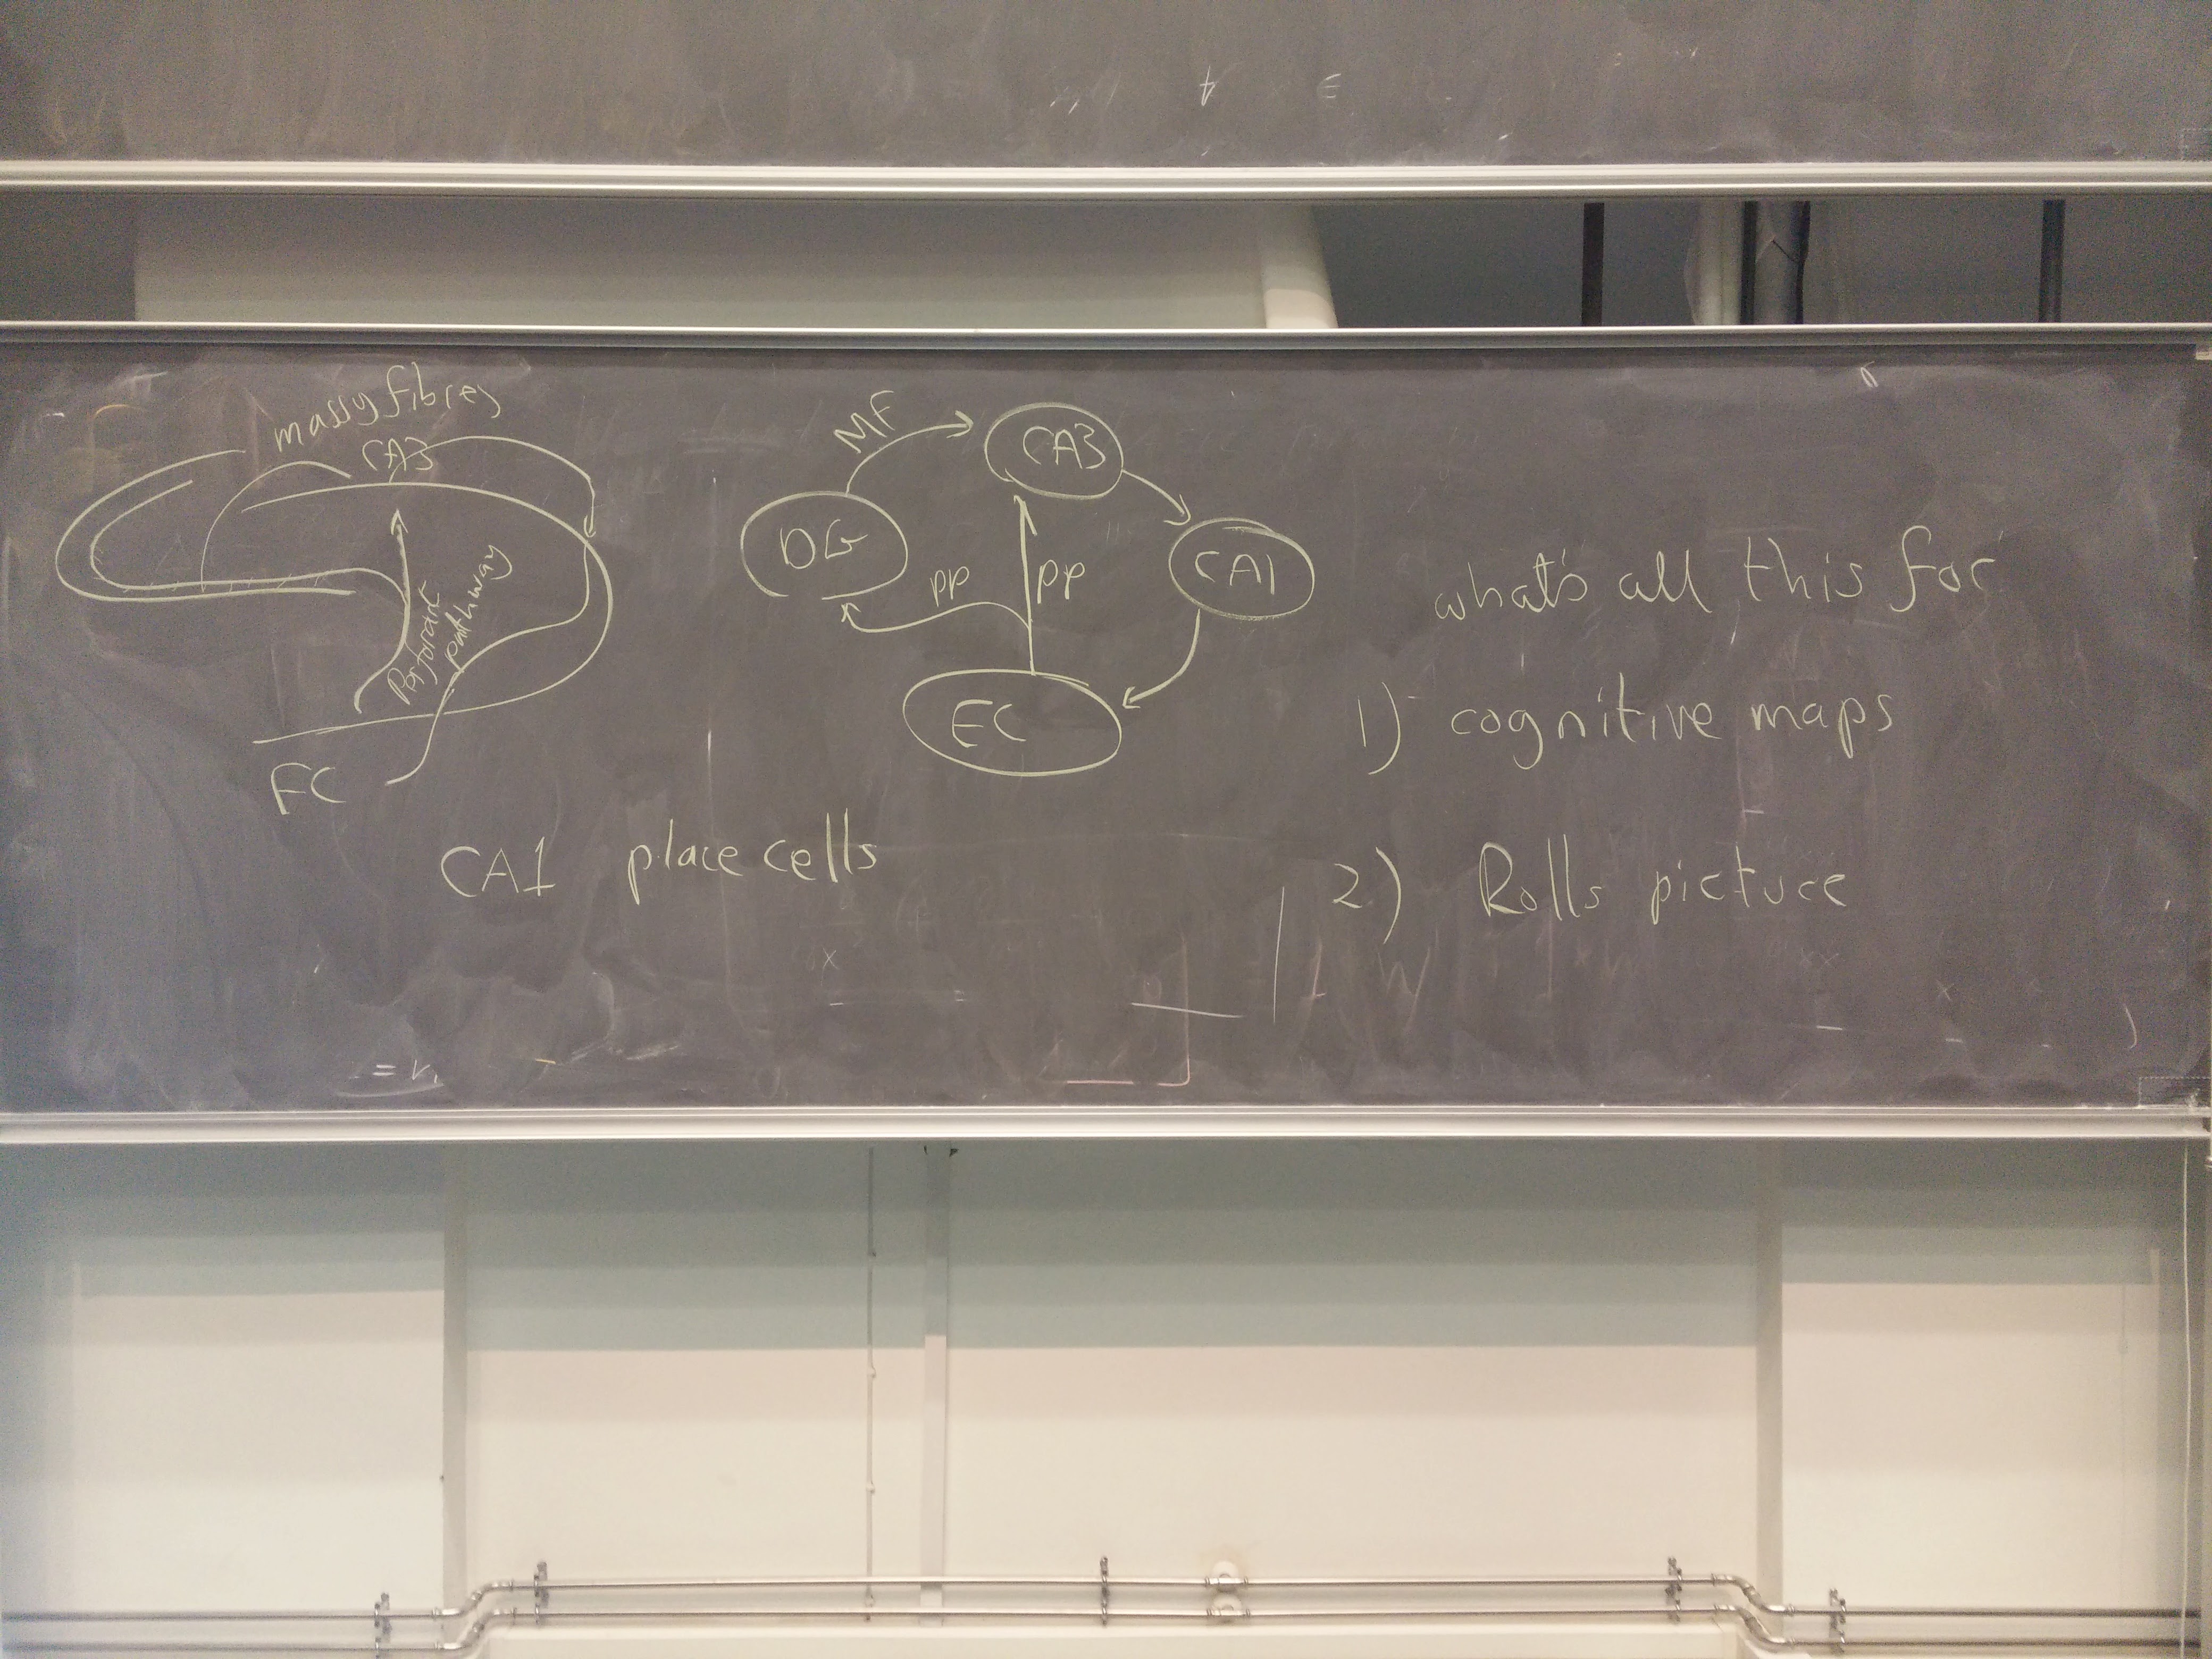 massy fibres
CA3
Perforant
pathway
EC
MF
CA3
DG
CA1
PP
PP
EC
CA1 place cells
what's all this for
1) cognitive maps
2) Rolls picture